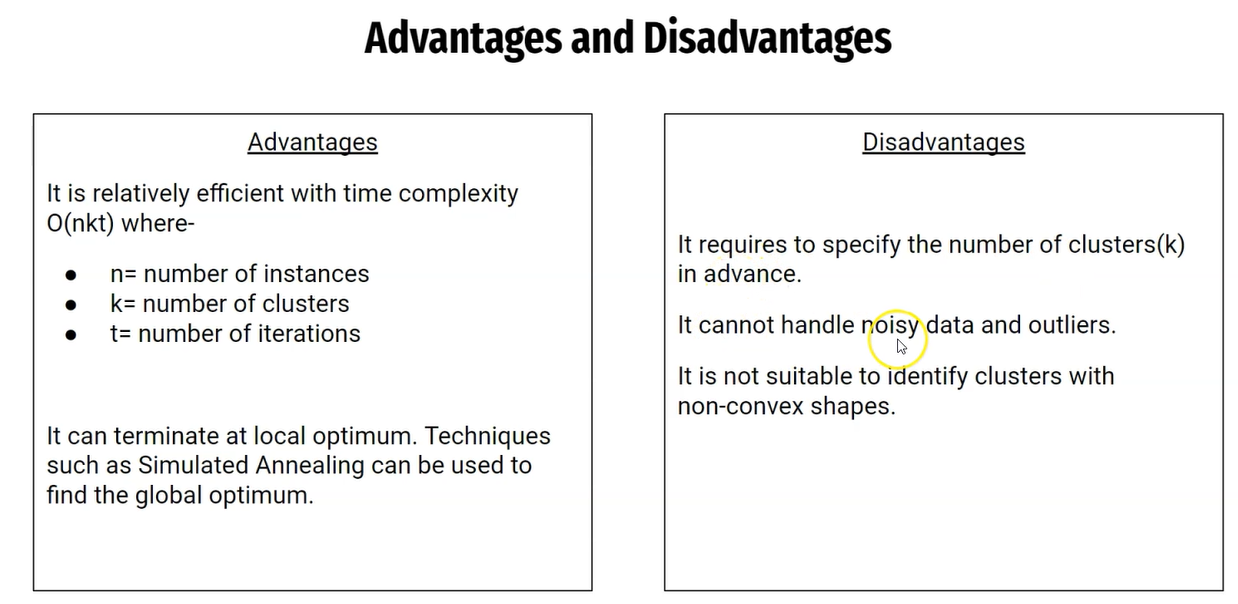 Advantages and Disadvantages
Advantages
It is relatively efficient with time complexity
O(nkt) where-
● n= number of instances
● k= number of clusters
● t= number of iterations
It can terminate at local optimum. Techniques
such as Simulated Annealing can be used to
find the global optimum.
Disadvantages
It requires to specify the number of clusters(k)
in advance.
It cannot handle noisy data and outliers.
It is not suitable to identify clusters with
non-convex shapes.